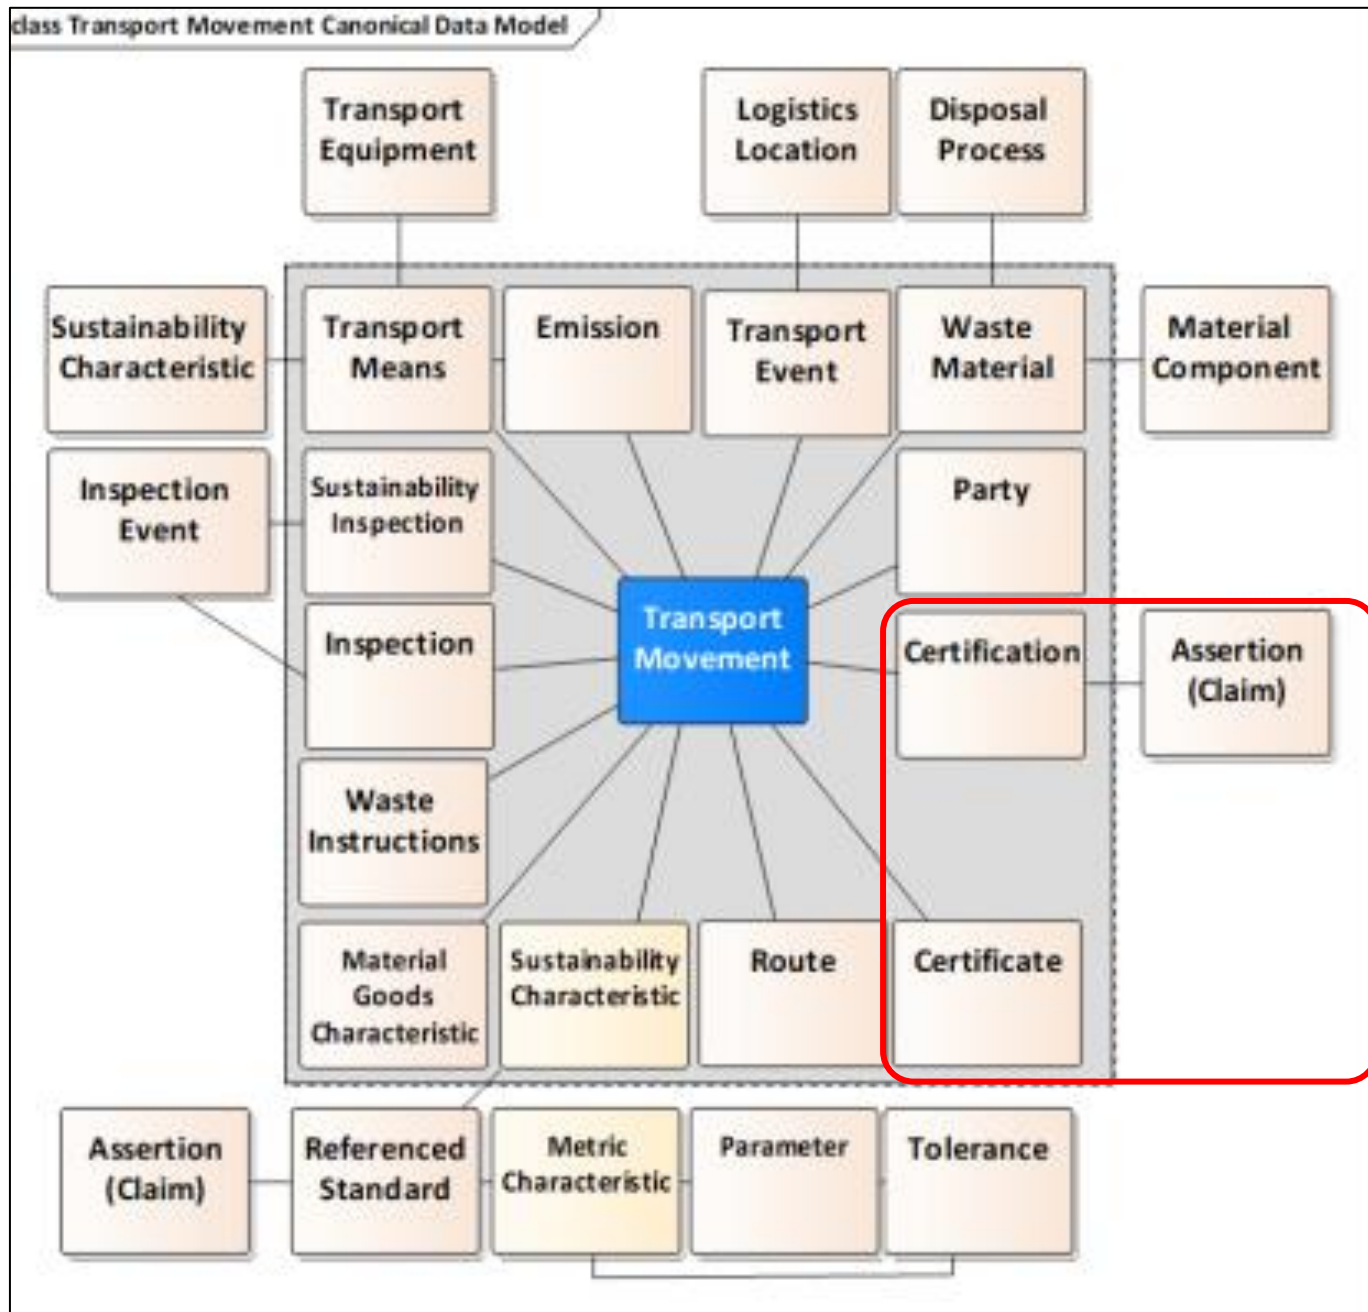 class Transport Movement Canonical Data Model
Transport
Equipment
Logistics
Location
Disposal
Process
Sustainability
Characteristic
Transport
Means
Emission
Transport
Event
Waste
Material
Material
Component
Inspection
Event
Sustainability
Inspection
Party
Transport
Movement
Inspection
Certification
Assertion
(Claim)
Waste
Instructions
Material
Goods
Characteristic
Sustainability
Characteristic
Route
Certificate
Assertion
(Claim)
Referenced
Standard
Metric
Characteristic
Parameter
Tolerance